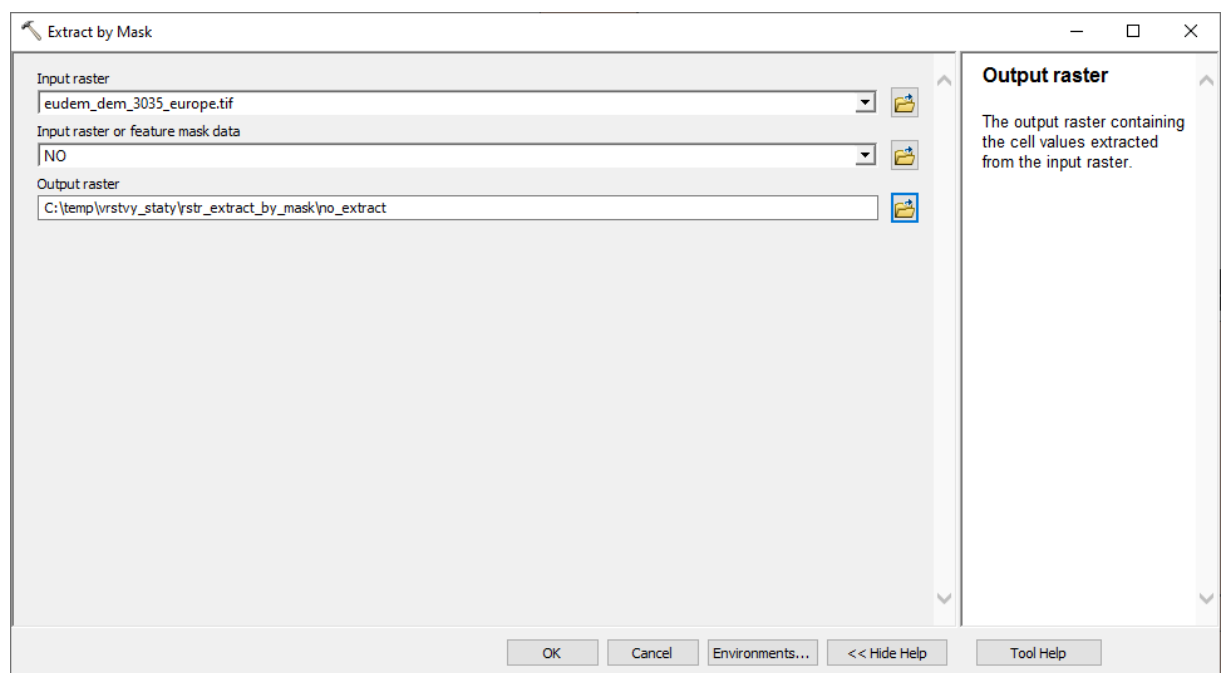 Extract by Mask
Input raster
eudem_dem_3035_europe.tif
Input raster or feature mask data
NO
Output raster
C:\temp\vrstvy_staty\rstr_extract_by_mask\no_extract
Output raster
The output raster containing
the cell values extracted
from the input raster.
OK
Cancel
Environments...
<< Hide Help
Tool Help